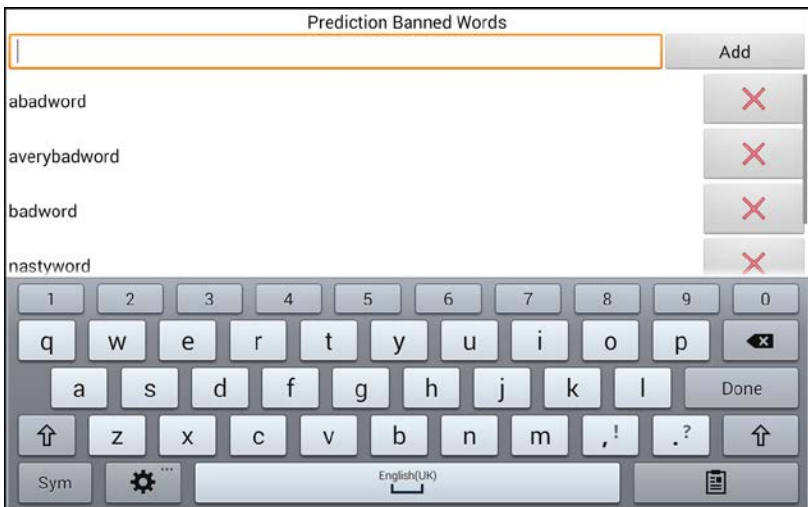 Prediction Banned Words
Add
abadword
averybadword
badword
nastyword
1 2 3 4 5 6 7 8 9 0
q w e r t y u i o p
a s d f g h j k l Done
z x c v b n m ,! .?
Sym ... English(UK)